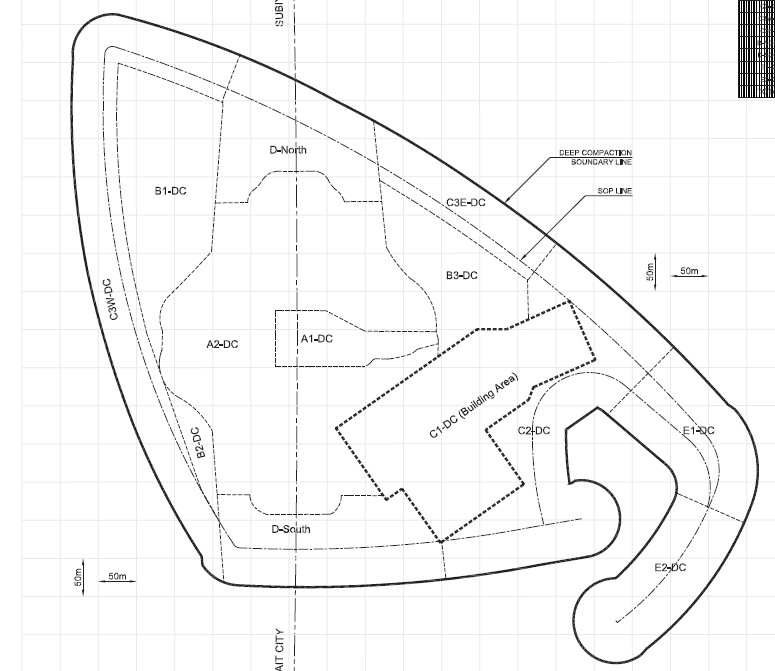 SUBIY
D-North
DEEP COMPACTION
BOUNDARY LINE
B1-DC
SOP LINE
C3E-DC
50m
50m
B3-DC
C3W-DC
A2-DC
A1-DC
C1-DC (Building Area)
B2-DC
C2-DC
E1-DC
D-South
E2-DC
50m
50m
AIT CITY